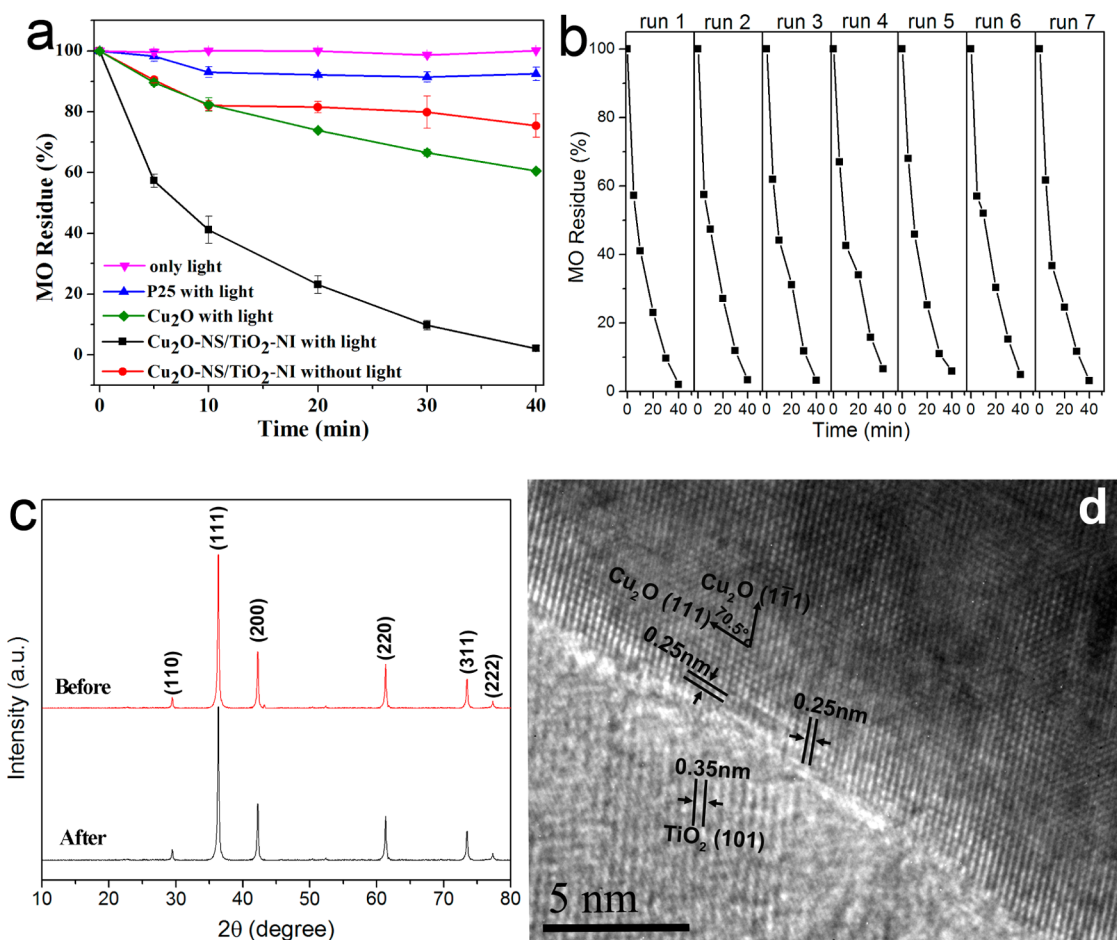 a
MO Residue (%)
100
80
60
40
20
0
only light
P25 with light
Cu2O with light
Cu2O-NS/TiO2-NI with light
Cu2O-NS/TiO2-NI without light
0 10 20 30 40
Time (min)
b
run 1 run 2 run 3 run 4 run 5 run 6 run 7
MO Residue (%)
100
80
60
40
20
0
0 20 40 0 20 40 0 20 40 0 20 40 0 20 40 0 20 40 0 20 40
Time (min)
c
Intensity (a.u.)
(110)
(111)
(200)
(220)
(311)
(222)
Before
After
10 20 30 40 50 60 70 80
2θ (degree)
d
Cu2O (11̅1)
Cu2O (111)
70.5°
0.25nm
0.25nm
0.35nm
TiO2 (101)
5 nm